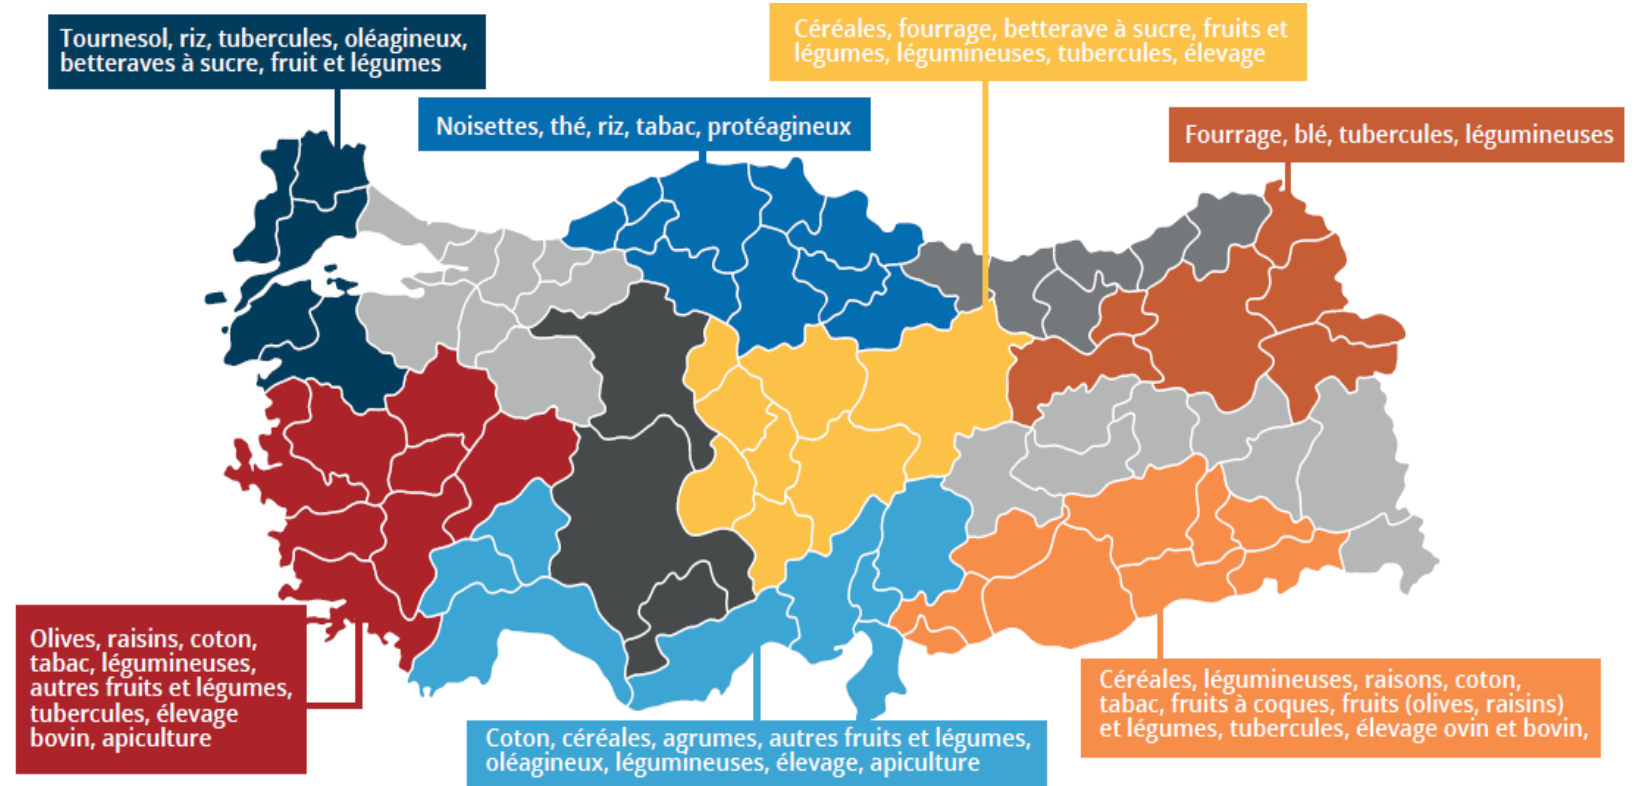 Tournesol, riz, tubercules, oléagineux,
betteraves à sucre, fruit et légumes
Céréales, fourrage, betterave à sucre, fruits et
légumes, légumineuses, tubercules, élevage
Noisettes, thé, riz, tabac, protéagineux
Fourrage, blé, tubercules, légumineuses
Olives, raisins, coton,
tabac, légumineuses,
autres fruits et légumes,
tubercules, élevage
bovin, apiculture
Coton, céréales, agrumes, autres fruits et légumes,
oléagineux, légumineuses, élevage, apiculture
Céréales, légumineuses, raisons, coton,
tabac, fruits à coques, fruits (olives, raisins)
et légumes, tubercules, élevage ovin et bovin,